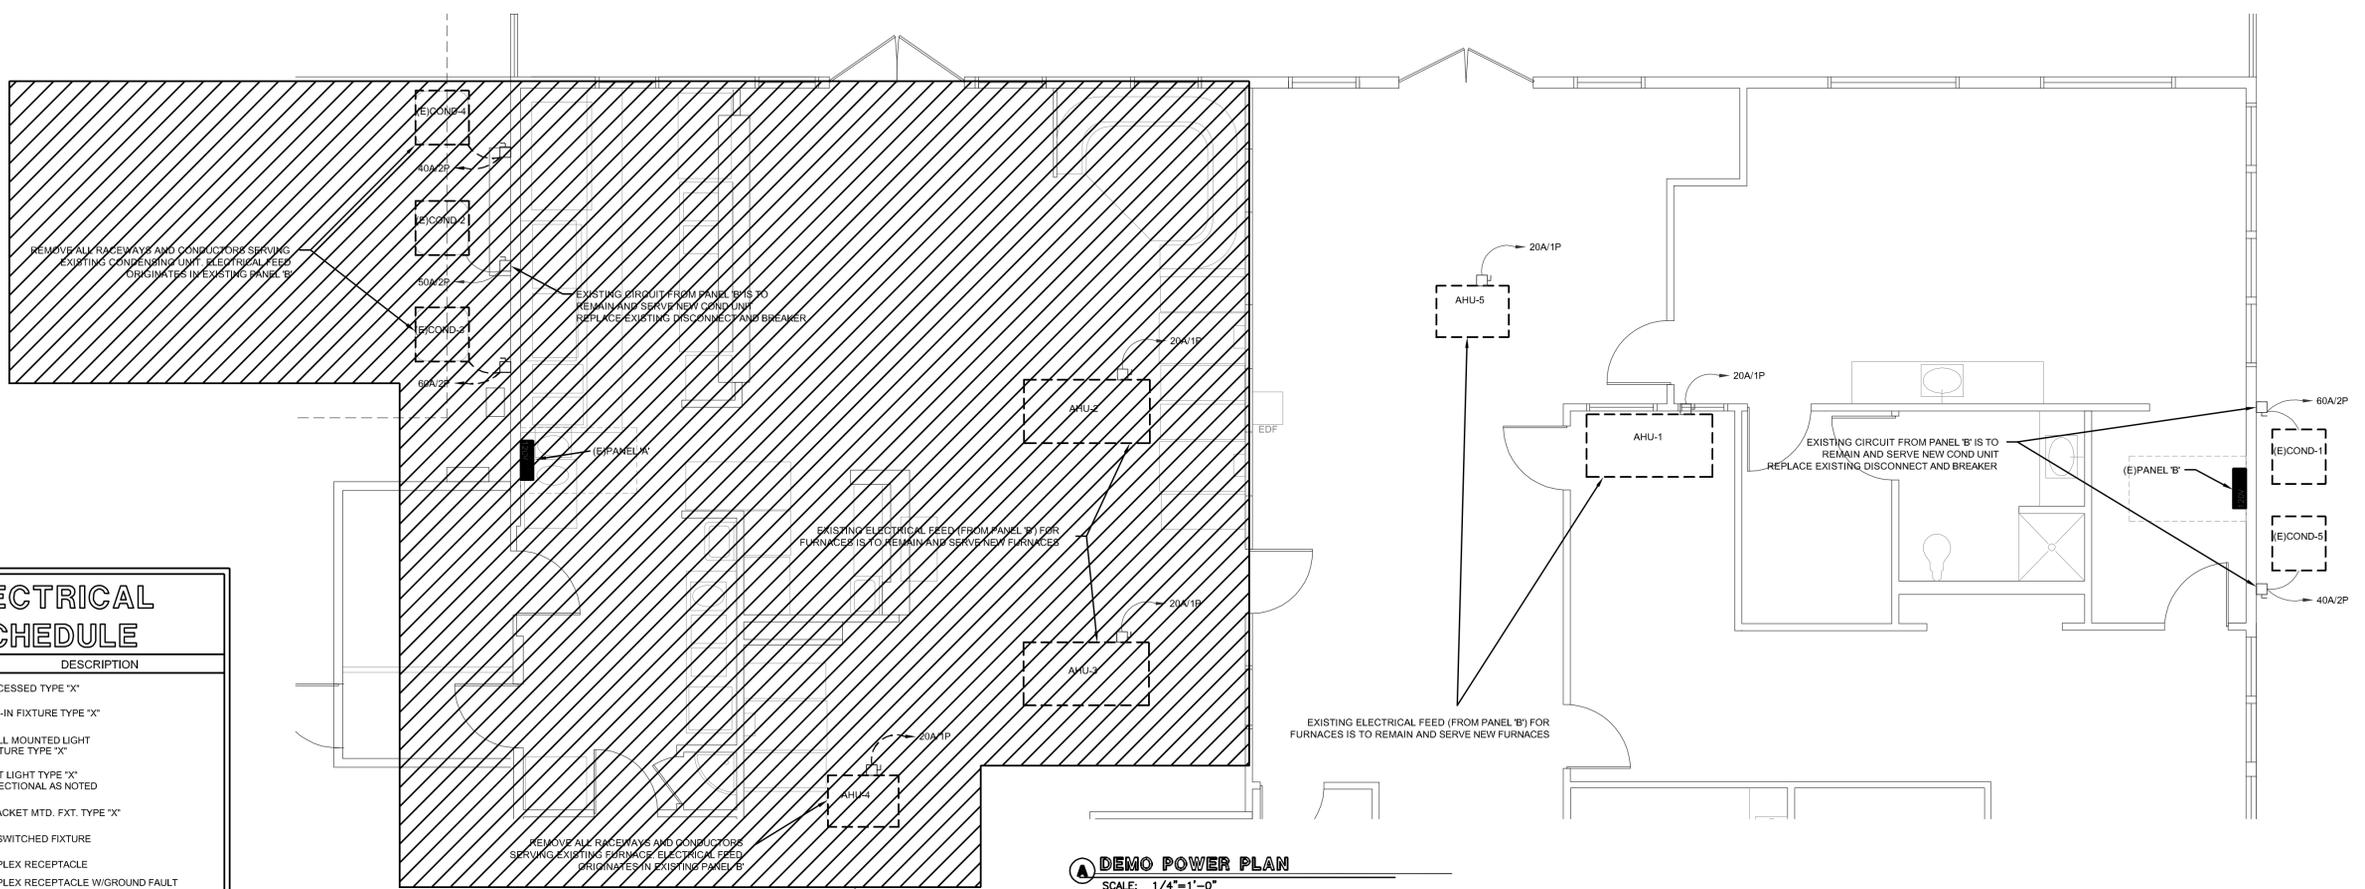 (E)COND-4
40A/2P
(E)COND-2
REMOVE ALL RACEWAYS AND CONDUCTORS SERVING
EXISTING CONDENSING UNIT. ELECTRICAL FEED
ORIGINATES IN EXISTING PANEL 'B'
50A/2P
EXISTING CIRCUIT FROM PANEL 'B' IS TO
REMAIN AND SERVE NEW COND UNIT
REPLACE EXISTING DISCONNECT AND BREAKER
(E)COND-3
60A/2P
(E)PANEL 'A'
20A/1P
AHU-2
EXISTING ELECTRICAL FEED (FROM PANEL 'B') FOR
FURNACES IS TO REMAIN AND SERVE NEW FURNACES
20A/1P
AHU-3
20A/1P
AHU-4
REMOVE ALL RACEWAYS AND CONDUCTORS
SERVING EXISTING FURNACE. ELECTRICAL FEED
ORIGINATES IN EXISTING PANEL 'B'
EDF
20A/1P
AHU-5
20A/1P
AHU-1
EXISTING ELECTRICAL FEED (FROM PANEL 'B') FOR
FURNACES IS TO REMAIN AND SERVE NEW FURNACES
EXISTING CIRCUIT FROM PANEL 'B' IS TO
REMAIN AND SERVE NEW COND UNIT
REPLACE EXISTING DISCONNECT AND BREAKER
(E)PANEL 'B'
60A/2P
(E)COND-1
(E)COND-5
40A/2P
ECTRICAL
CHEDULE
DESCRIPTION
CESSED TYPE "X"
-IN FIXTURE TYPE "X"
LL MOUNTED LIGHT
TURE TYPE "X"
T LIGHT TYPE "X"
ECTIONAL AS NOTED
ACKET MTD. FXT. TYPE "X"
SWITCHED FIXTURE
PLEX RECEPTACLE
PLEX RECEPTACLE W/GROUND FAULT
A DEMO POWER PLAN
SCALE: 1/4"=1'-0"